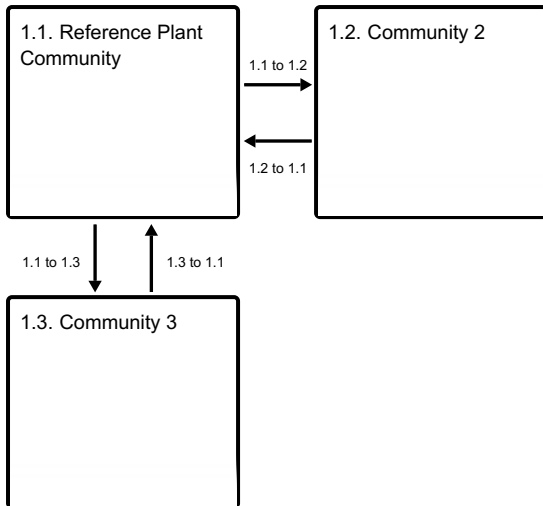 1.1. Reference Plant
Community
1.2. Community 2
1.1 to 1.2
1.2 to 1.1
1.1 to 1.3
1.3 to 1.1
1.3. Community 3